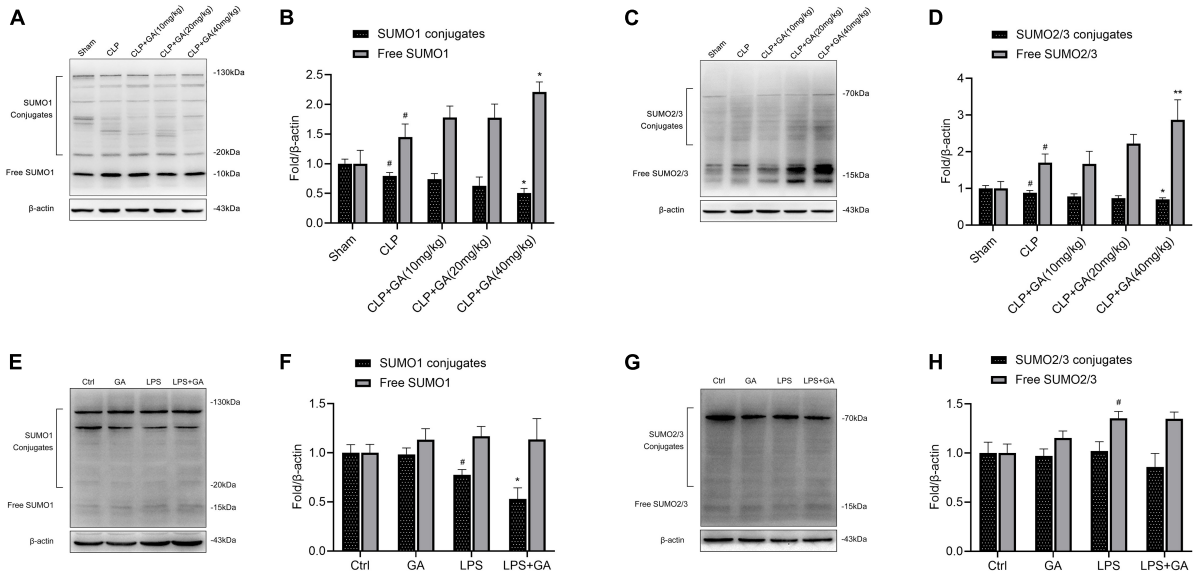 A
Sham
CLP
CLP+GA(10mg/kg)
CLP+GA(20mg/kg)
CLP+GA(40mg/kg)
SUMO1
Conjugates
Free SUMO1
β-actin
-130kDa
-20kDa
-10kDa
-43kDa
B
SUMO1 conjugates
Free SUMO1
Fold/β-actin
2.5
2.0
1.5
1.0
0.5
0.0
#
#
*
*
Sham
CLP
CLP+GA(10mg/kg)
CLP+GA(20mg/kg)
CLP+GA(40mg/kg)
C
Sham
CLP
CLP+GA(10mg/kg)
CLP+GA(20mg/kg)
CLP+GA(40mg/kg)
SUMO2/3
Conjugates
Free SUMO2/3
β-actin
-70kDa
-15kDa
-43kDa
D
SUMO2/3 conjugates
Free SUMO2/3
Fold/β-actin
4
3
2
1
0
#
#
*
**
Sham
CLP
CLP+GA(10mg/kg)
CLP+GA(20mg/kg)
CLP+GA(40mg/kg)
E
Ctrl GA LPS LPS+GA
SUMO1
Conjugates
Free SUMO1
β-actin
-130kDa
-20kDa
-15kDa
-43kDa
F
SUMO1 conjugates
Free SUMO1
Fold/β-actin
1.5
1.0
0.5
0.0
#
*
Ctrl GA LPS LPS+GA
G
Ctrl GA LPS LPS+GA
SUMO2/3
Conjugates
Free SUMO2/3
β-actin
-70kDa
-15kDa
-43kDa
H
SUMO2/3 conjugates
Free SUMO2/3
Fold/β-actin
1.5
1.0
0.5
0.0
#
Ctrl GA LPS LPS+GA